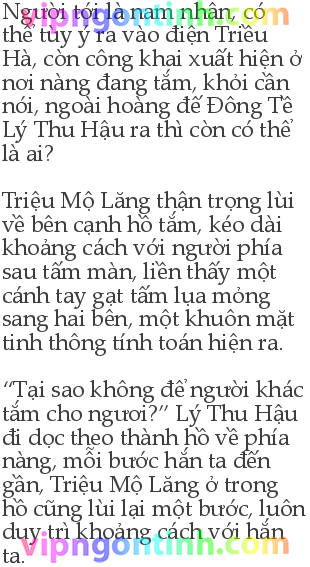 vipngontinh.com
Người tới là nam nhân, có
thể tùy ý ra vào điện Triều
Hà, còn công khai xuất hiện ở
nơi nàng đang tắm, khỏi cần
nói, ngoài hoàng đế Đông Tề
Lý Thu Hậu ra thì còn có thể
là ai?
Triệu Mộ Lăng thận trọng lùi
về bên cạnh hồ tắm, kéo dài
khoảng cách với người phía
sau tấm màn, liền thấy một
cánh tay gạt tấm lụa mỏng
sang hai bên, một khuôn mặt
tinh thông tính toán hiện ra.
“Tại sao không để người khác
tắm cho ngươi?” Lý Thu Hậu
đi dọc theo thành hồ về phía
nàng, mỗi bước hắn ta đến
gần, Triệu Mộ Lăng ở trong
hồ cũng lùi lại một bước, luôn
duy trì khoảng cách với hắn
ta.
vipngontinh.com